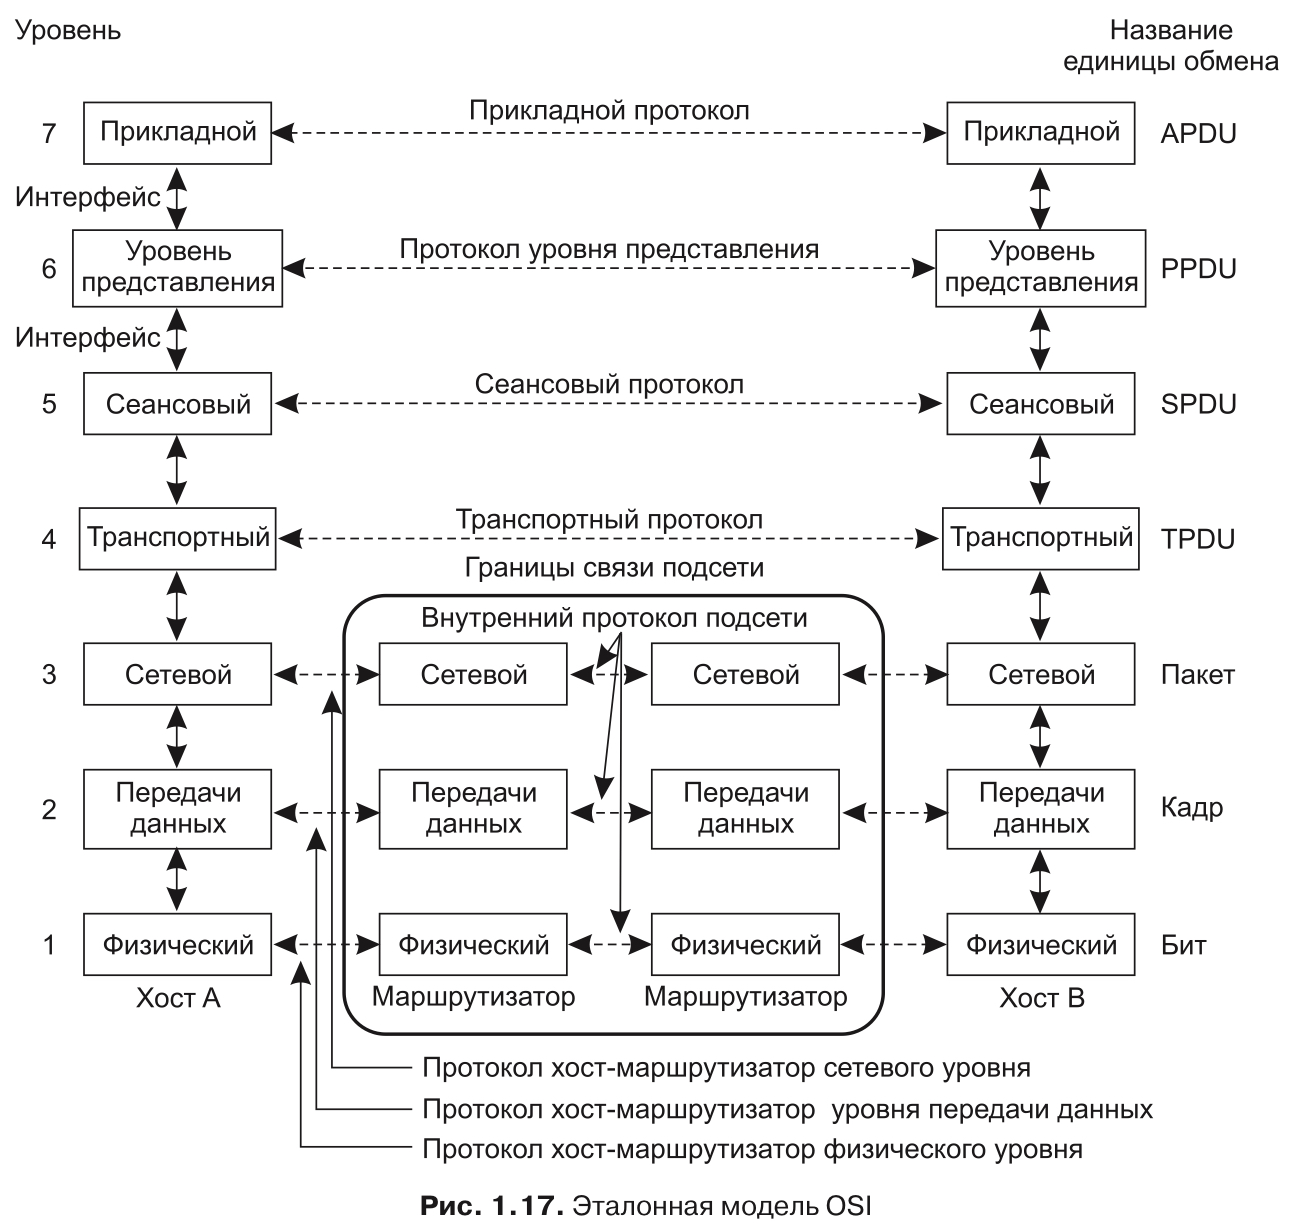 Уровень
Название
единицы обмена
Прикладной протокол
7
Прикладной
Прикладной
APDU
Интерфейс
Протокол уровня представления
6
Уровень
представления
Уровень
представления
PPDU
Интерфейс
Сеансовый протокол
5
Сеансовый
Сеансовый
SPDU
Транспортный протокол
4
Транспортный
Транспортный
TPDU
Границы связи подсети
Внутренний протокол подсети
3
Сетевой
Сетевой
Сетевой
Сетевой
Пакет
2
Передачи
данных
Передачи
данных
Передачи
данных
Передачи
данных
Кадр
1
Физический
Физический
Физический
Физический
Бит
Хост A
Маршрутизатор
Маршрутизатор
Хост B
Протокол хост-маршрутизатор сетевого уровня
Протокол хост-маршрутизатор уровня передачи данных
Протокол хост-маршрутизатор физического уровня
Рис. 1.17. Эталонная модель OSI